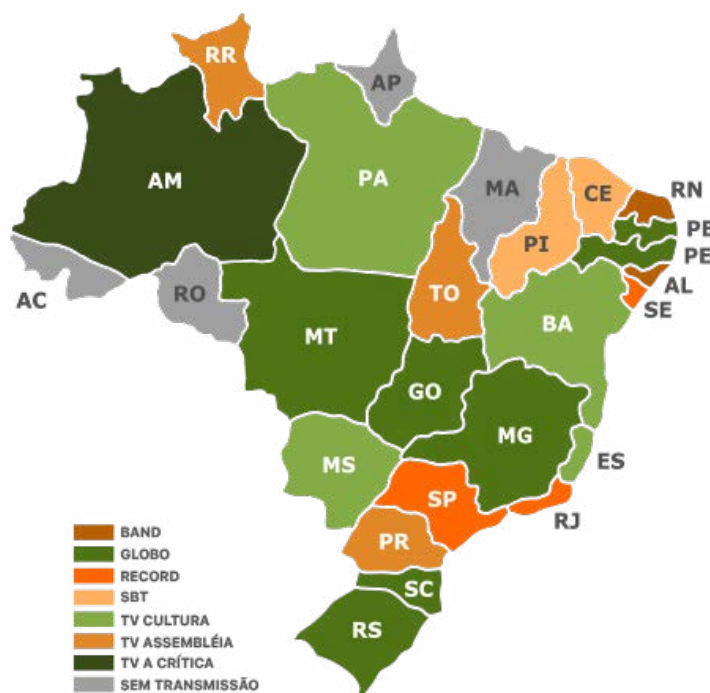 RR
AP
AM
PA
MA
CE
RN
PB
PE
PI
AC
RO
TO
AL
SE
BA
MT
GO
MG
MS
ES
SP
RJ
PR
SC
RS
BAND
GLOBO
RECORD
SBT
TV CULTURA
TV ASSEMBLÉIA
TV A CRÍTICA
SEM TRANSMISSÃO